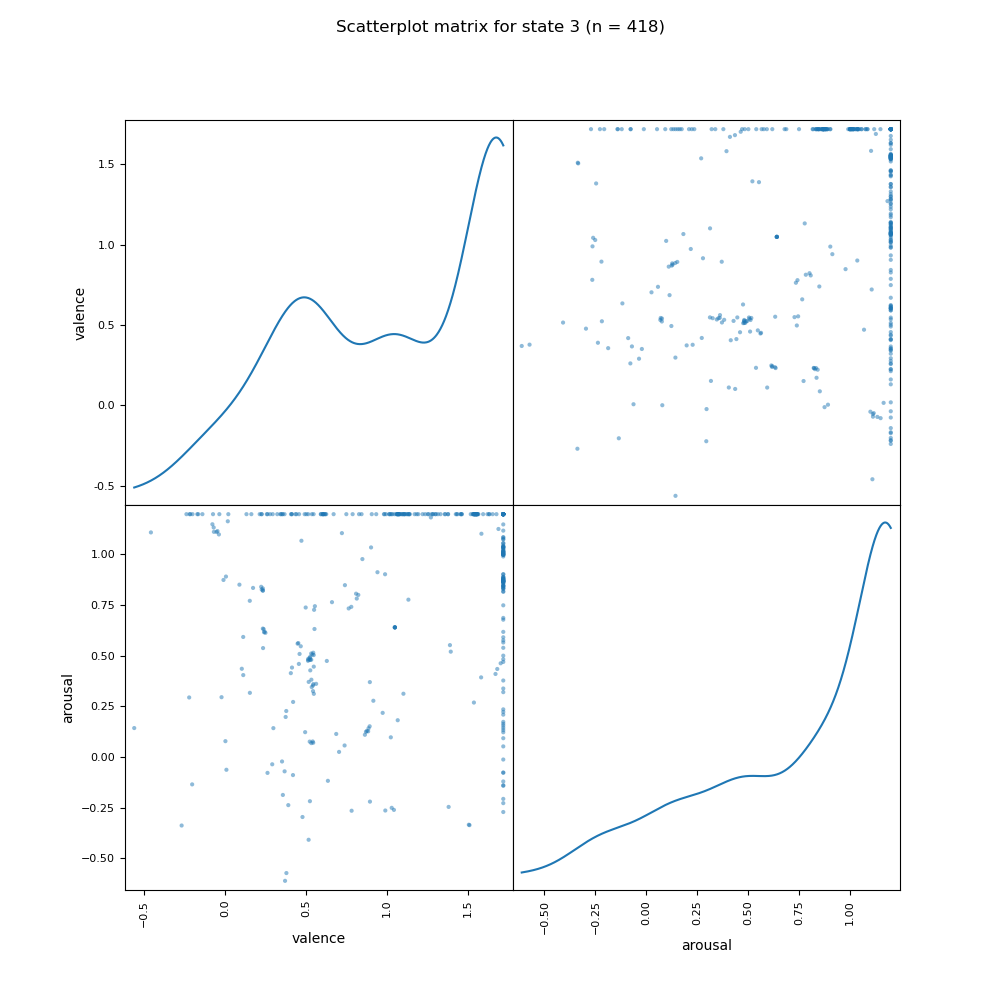 Scatterplot matrix for state 3 (n = 418)
valence
1.5
1.0
0.5
0.0
-0.5
arousal
1.00
0.75
0.50
0.25
0.00
−0.25
−0.50
−0.5 0.0 0.5 1.0 1.5 −0.50 −0.25 0.00 0.25 0.50 0.75 1.00
valence arousal